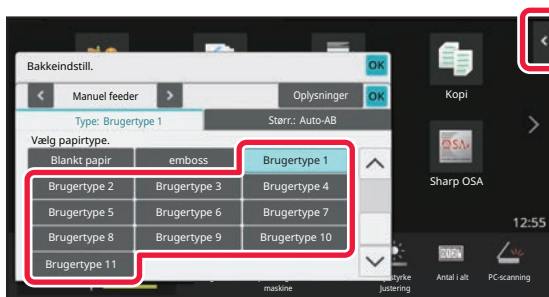 Bakkeindstill. OK
Manuel feeder Oplysninger OK
Type: Brugertype 1 Størr.: Auto-AB
Vælg papirtype.
Blankt papir emboss Brugertype 1
Brugertype 2 Brugertype 3 Brugertype 4
Brugertype 5 Brugertype 6 Brugertype 7
Brugertype 8 Brugertype 9 Brugertype 10
Brugertype 11
Kopi
OSA
Sharp OSA
12:55
maskine
Justering
Antal i alt
PC-scanning